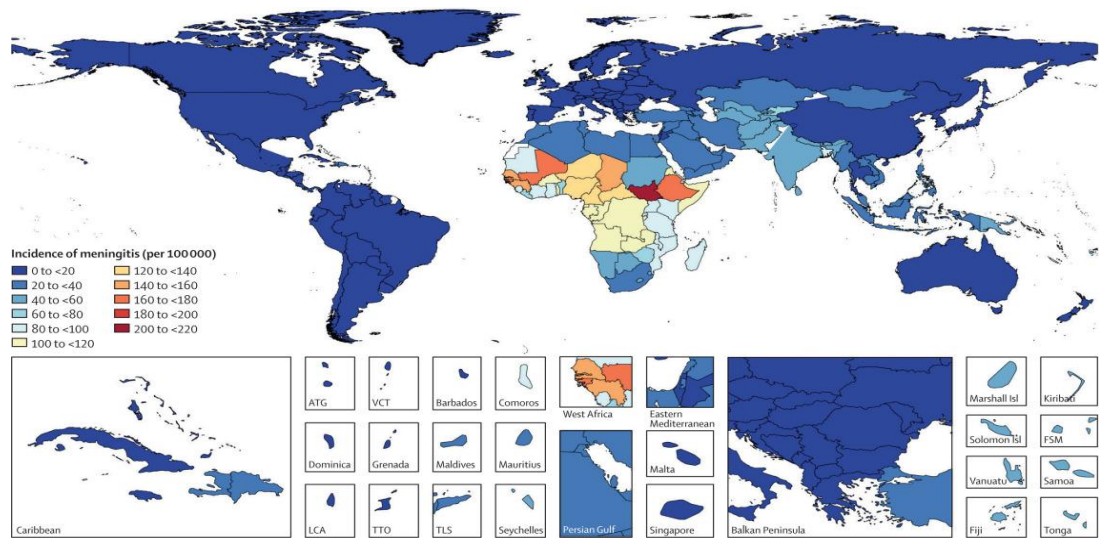 Incidence of meningitis (per 100 000)
0 to <20
20 to <40
40 to <60
60 to <80
80 to <100
100 to <120
120 to <140
140 to <160
160 to <180
180 to <200
200 to <220
Caribbean
ATG
VCT
Barbados
Comoros
Dominica
Grenada
Maldives
Mauritius
LCA
TTO
TLS
Seychelles
West Africa
Eastern
Mediterranean
Persian Gulf
Malta
Singapore
Balkan Peninsula
Marshall Isl
Kiribati
Solomon Isl
FSM
Vanuatu
Samoa
Fiji
Tonga